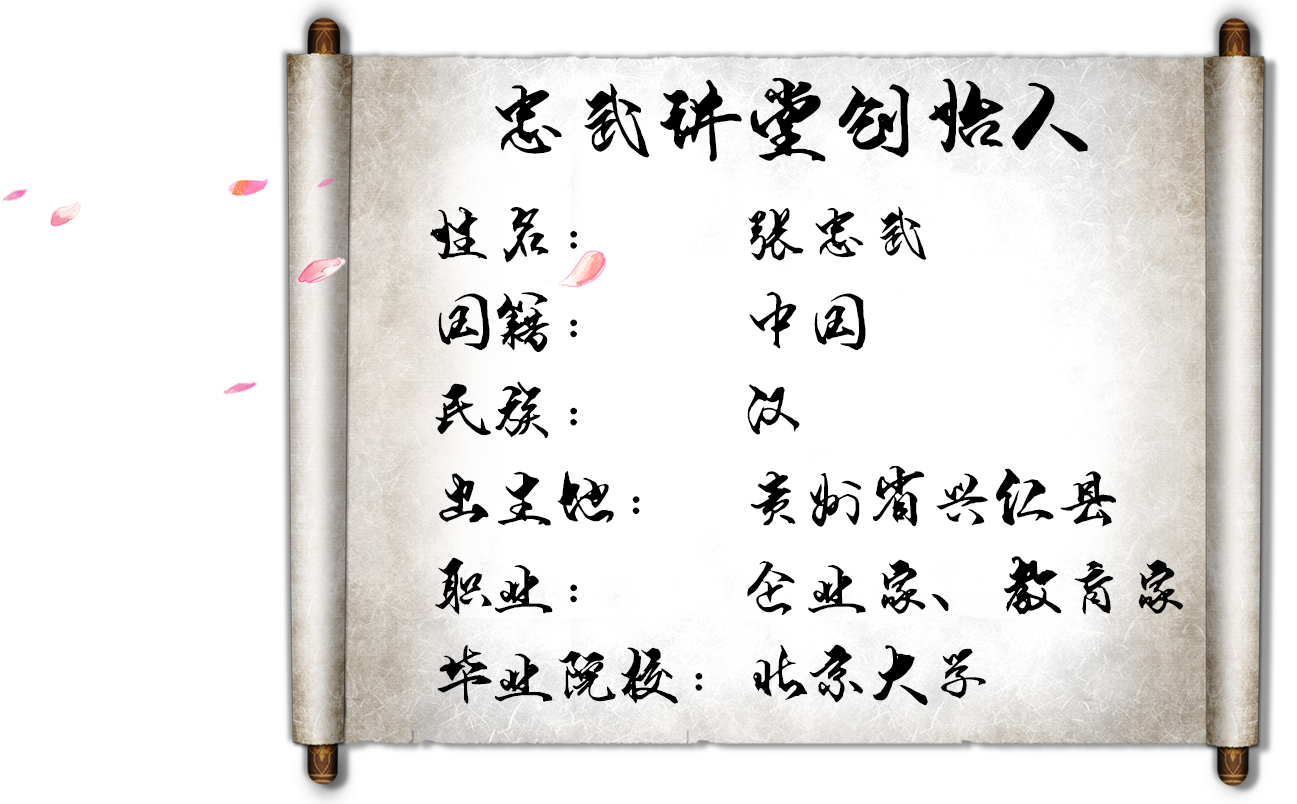 忠武讲堂创始人
性名： 张忠武
国籍： 中国
民族： 汉
出生地： 贵州省兴仁县
职业： 企业家、教育家
毕业院校： 北京大学